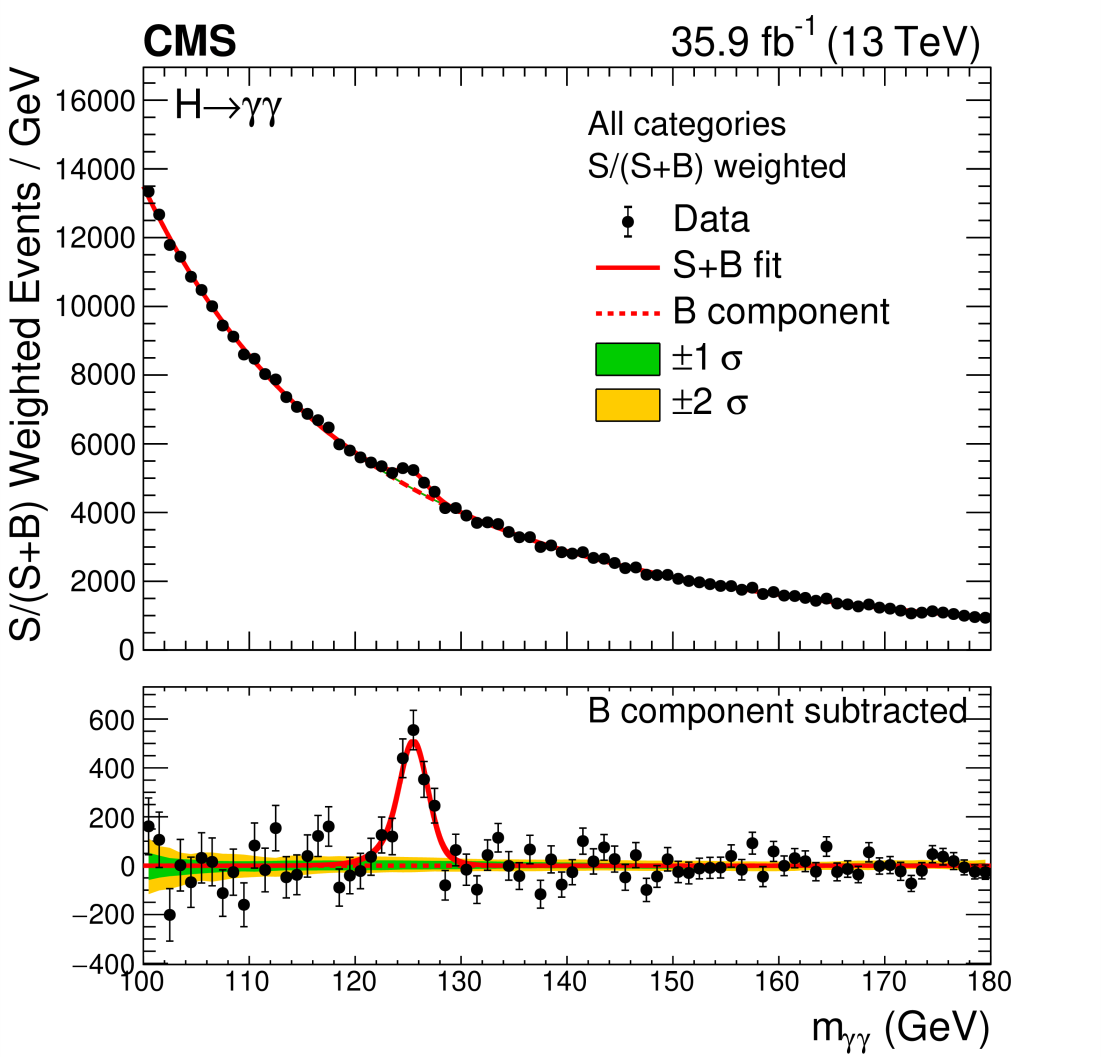 CMS 35.9 fb⁻¹ (13 TeV)
S/(S+B) Weighted Events / GeV
H→γγ
All categories
S/(S+B) weighted
Data
S+B fit
B component
±1 σ
±2 σ
16000
14000
12000
10000
8000
6000
4000
2000
0
B component subtracted
600
400
200
0
−200
−400
100 110 120 130 140 150 160 170 180
mγγ (GeV)